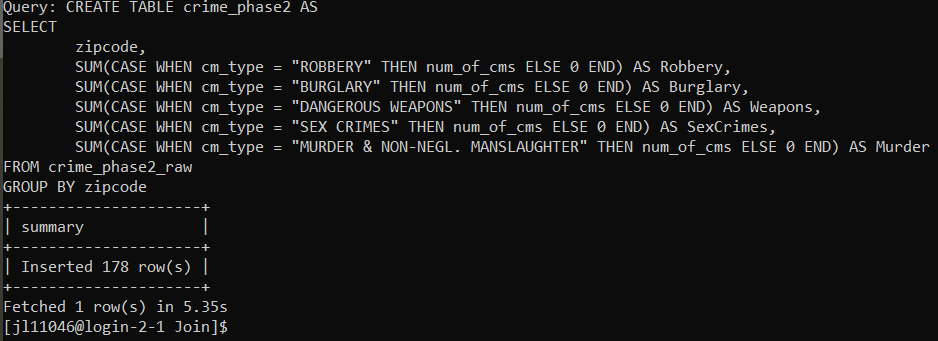 Query: CREATE TABLE crime_phase2 AS
SELECT
        zipcode,
        SUM(CASE WHEN cm_type = "ROBBERY" THEN num_of_cms ELSE 0 END) AS Robbery,
        SUM(CASE WHEN cm_type = "BURGLARY" THEN num_of_cms ELSE 0 END) AS Burglary,
        SUM(CASE WHEN cm_type = "DANGEROUS WEAPONS" THEN num_of_cms ELSE 0 END) AS Weapons,
        SUM(CASE WHEN cm_type = "SEX CRIMES" THEN num_of_cms ELSE 0 END) AS SexCrimes,
        SUM(CASE WHEN cm_type = "MURDER & NON-NEGL. MANSLAUGHTER" THEN num_of_cms ELSE 0 END) AS Murder
FROM crime_phase2_raw
GROUP BY zipcode
+---------------------+
| summary             |
+---------------------+
| Inserted 178 row(s) |
+---------------------+
Fetched 1 row(s) in 5.35s
[jl11046@login-2-1 Join]$